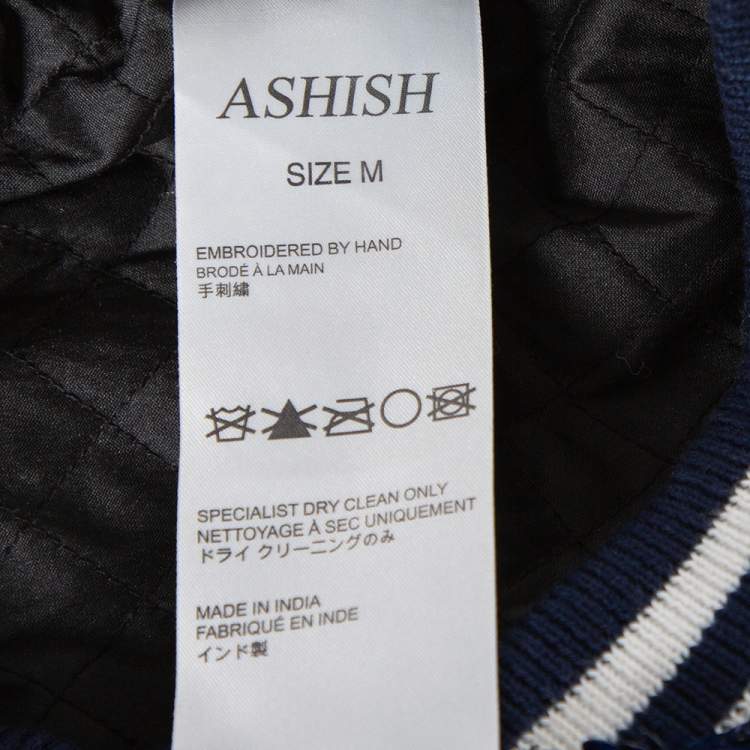 ASHISH
SIZE M
EMBROIDERED BY HAND
BRODÉ À LA MAIN
手刺繍
SPECIALIST DRY CLEAN ONLY
NETTOYAGE À SEC UNIQUEMENT
ドライ クリーニングのみ
MADE IN INDIA
FABRIQUÉ EN INDE
インド製